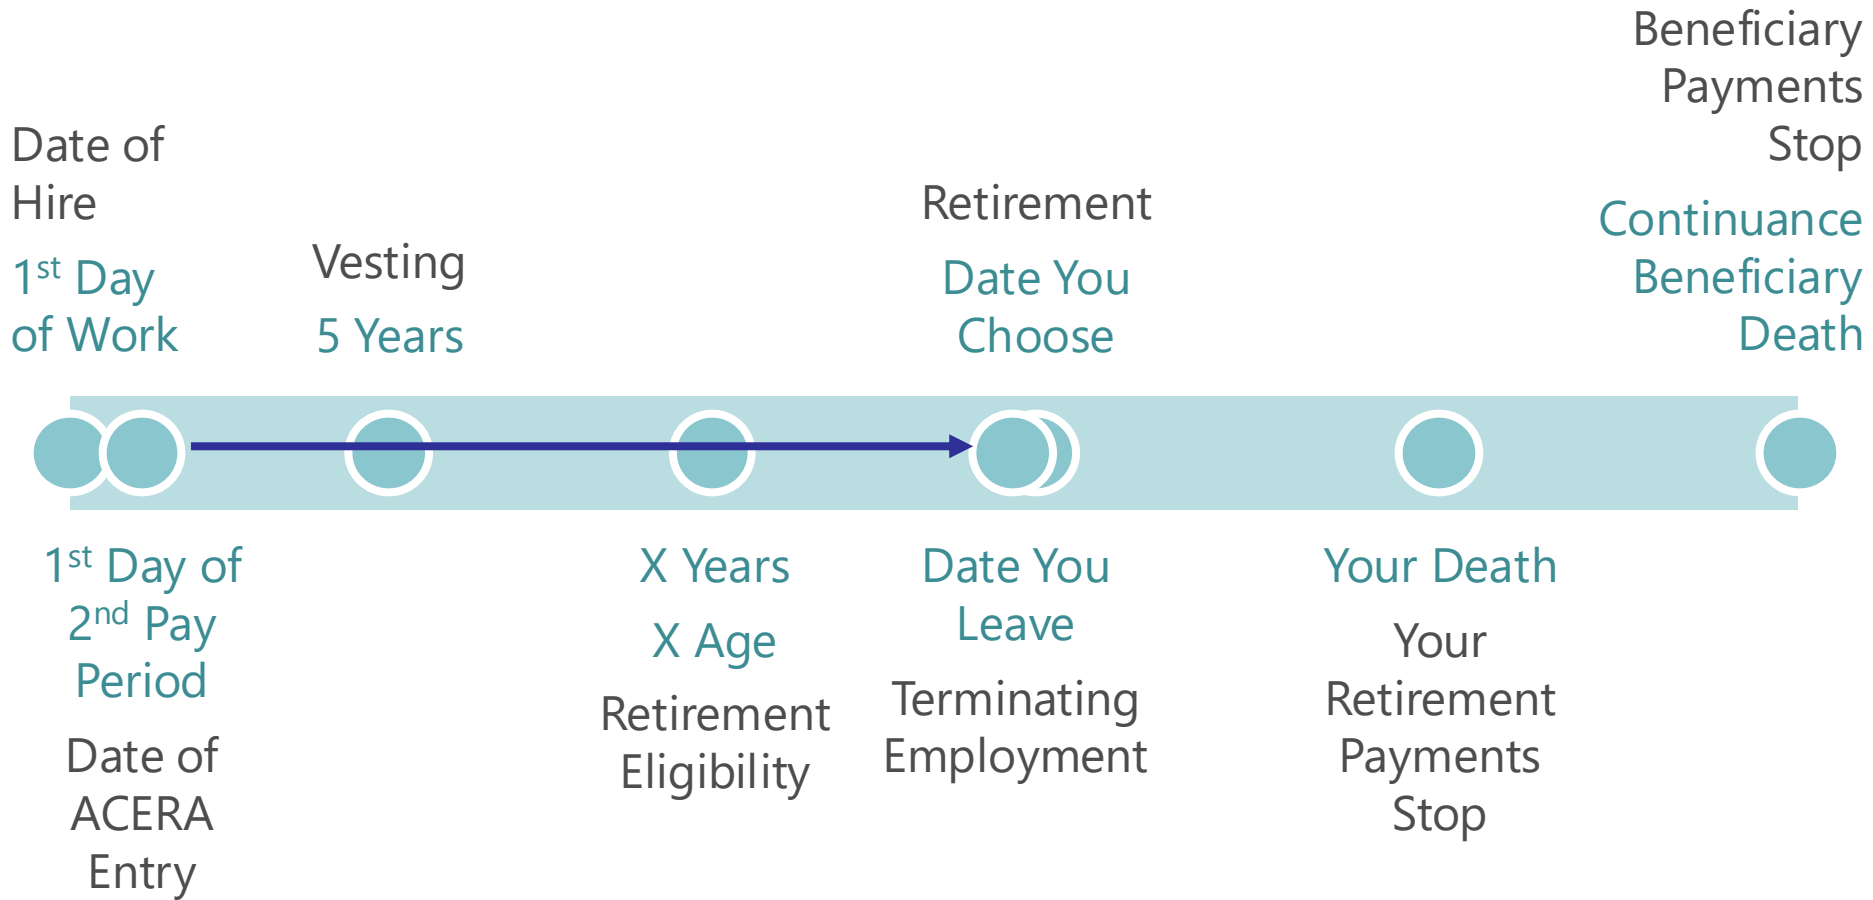 Date of
Hire
1st Day
of Work
Vesting
5 Years
Retirement
Date You
Choose
Beneficiary
Payments
Stop
Continuance
Beneficiary
Death
1st Day of
2nd Pay
Period
Date of
ACERA
Entry
X Years
X Age
Retirement
Eligibility
Date You
Leave
Terminating
Employment
Your Death
Your
Retirement
Payments
Stop